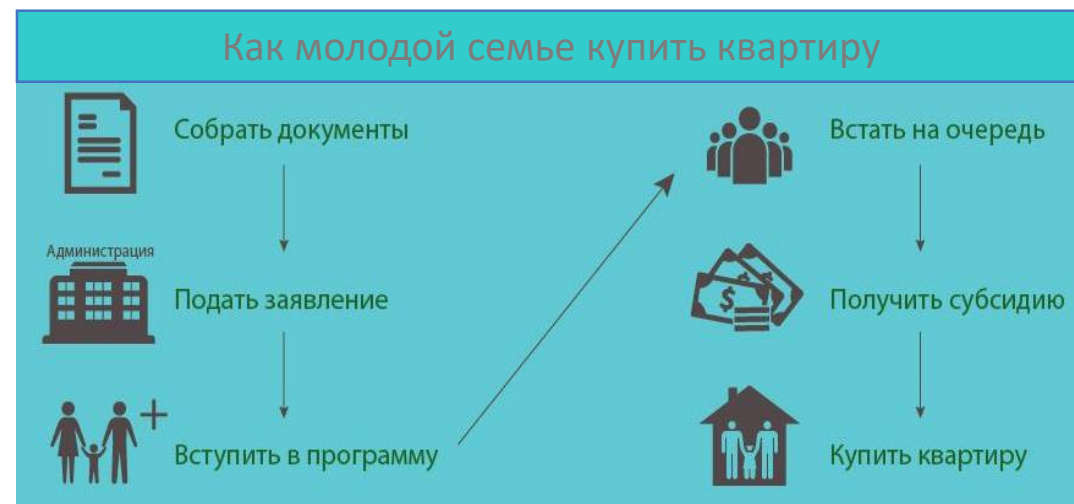 Как молодой семье купить квартиру
Собрать документы
Администрация
Подать заявление
Вступить в программу
Встать на очередь
Получить субсидию
Купить квартиру